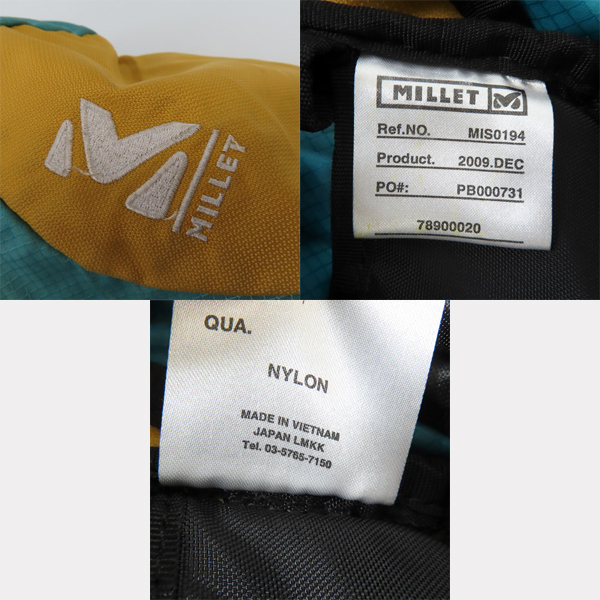 MILLET
MILLET
Ref.NO. MIS0194
Product. 2009.DEC
PO#: PB000731
78900020
QUA.
NYLON
MADE IN VIETNAM
JAPAN LMKK
Tel. 03-5765-7150